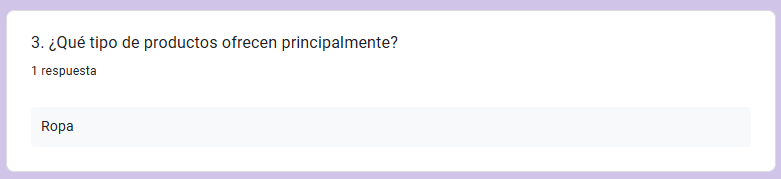 3. ¿Qué tipo de productos ofrecen principalmente?
1 respuesta
Ropa